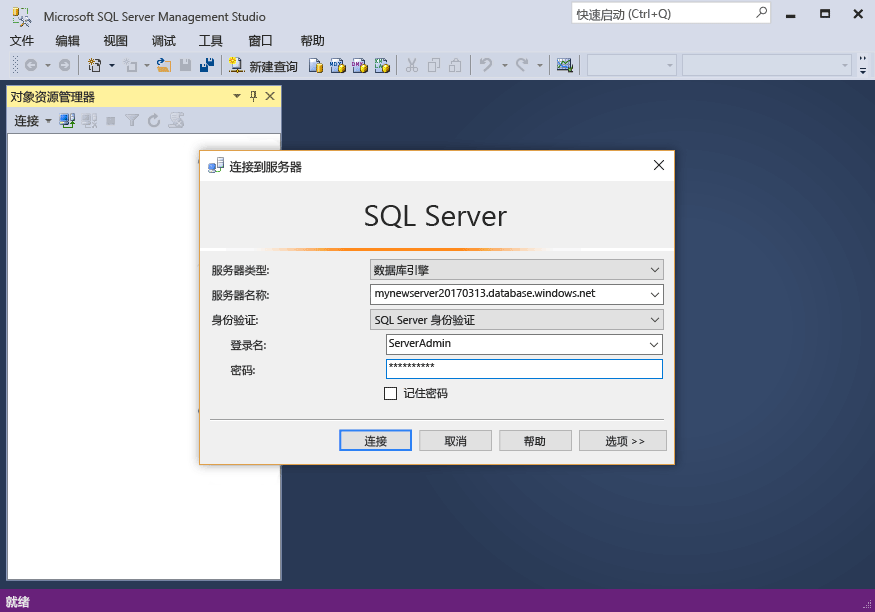 Microsoft SQL Server Management Studio
快速启动 (Ctrl+Q)
文件 编辑 视图 调试 工具 窗口 帮助
新建查询 MDX DMX
对象资源管理器
连接
连接到服务器
SQL Server
服务器类型: 数据库引擎
服务器名称: mynewserver20170313.database.windows.net
身份验证: SQL Server 身份验证
登录名: ServerAdmin
密码: **********
记住密码
连接 取消 帮助 选项 >>
就绪